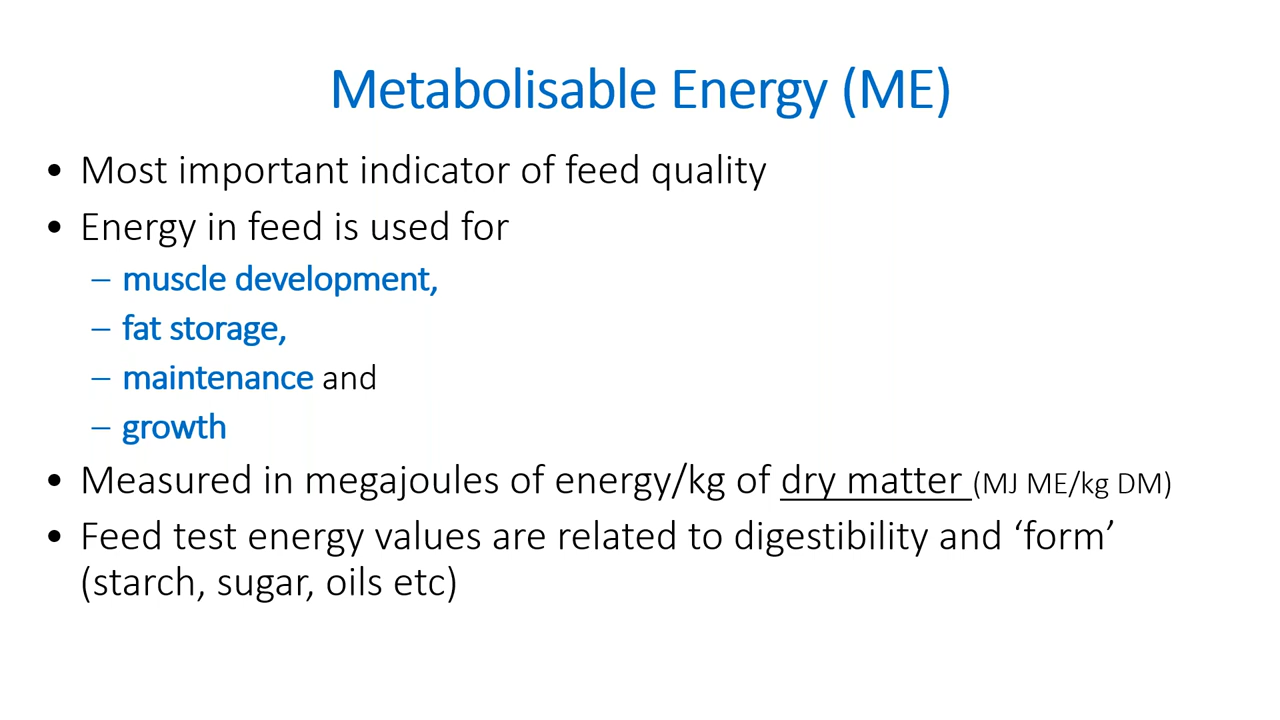 Metabolisable Energy (ME)
• Most important indicator of feed quality
• Energy in feed is used for
– muscle development,
– fat storage,
– maintenance and
– growth
• Measured in megajoules of energy/kg of dry matter (MJ ME/kg DM)
• Feed test energy values are related to digestibility and ‘form’
(starch, sugar, oils etc)